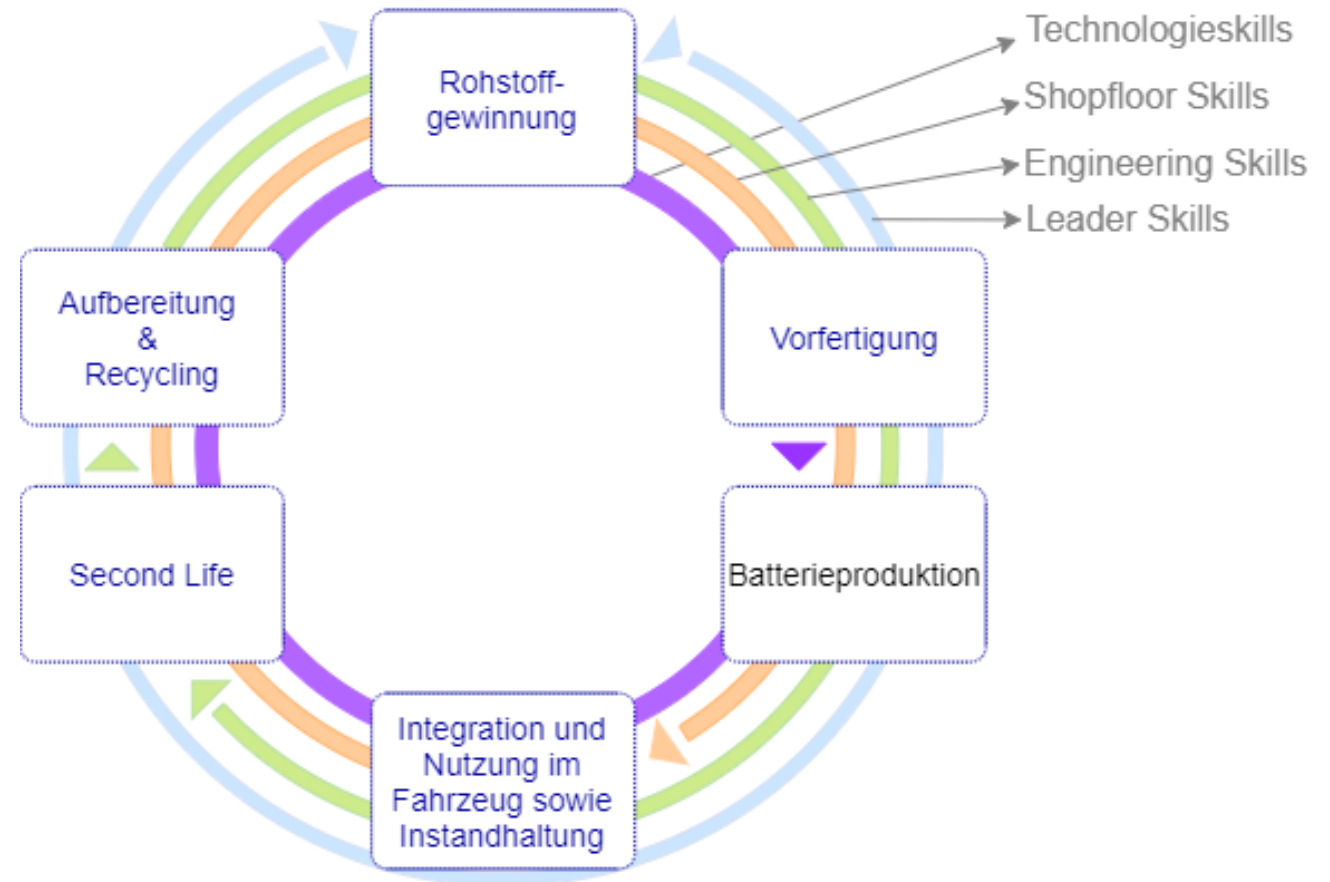 Rohstoff-
gewinnung
Technologieskills
Shopfloor Skills
Engineering Skills
Leader Skills
Aufbereitung
&
Recycling
Vorfertigung
Second Life
Batterieproduktion
Integration und
Nutzung im
Fahrzeug sowie
Instandhaltung